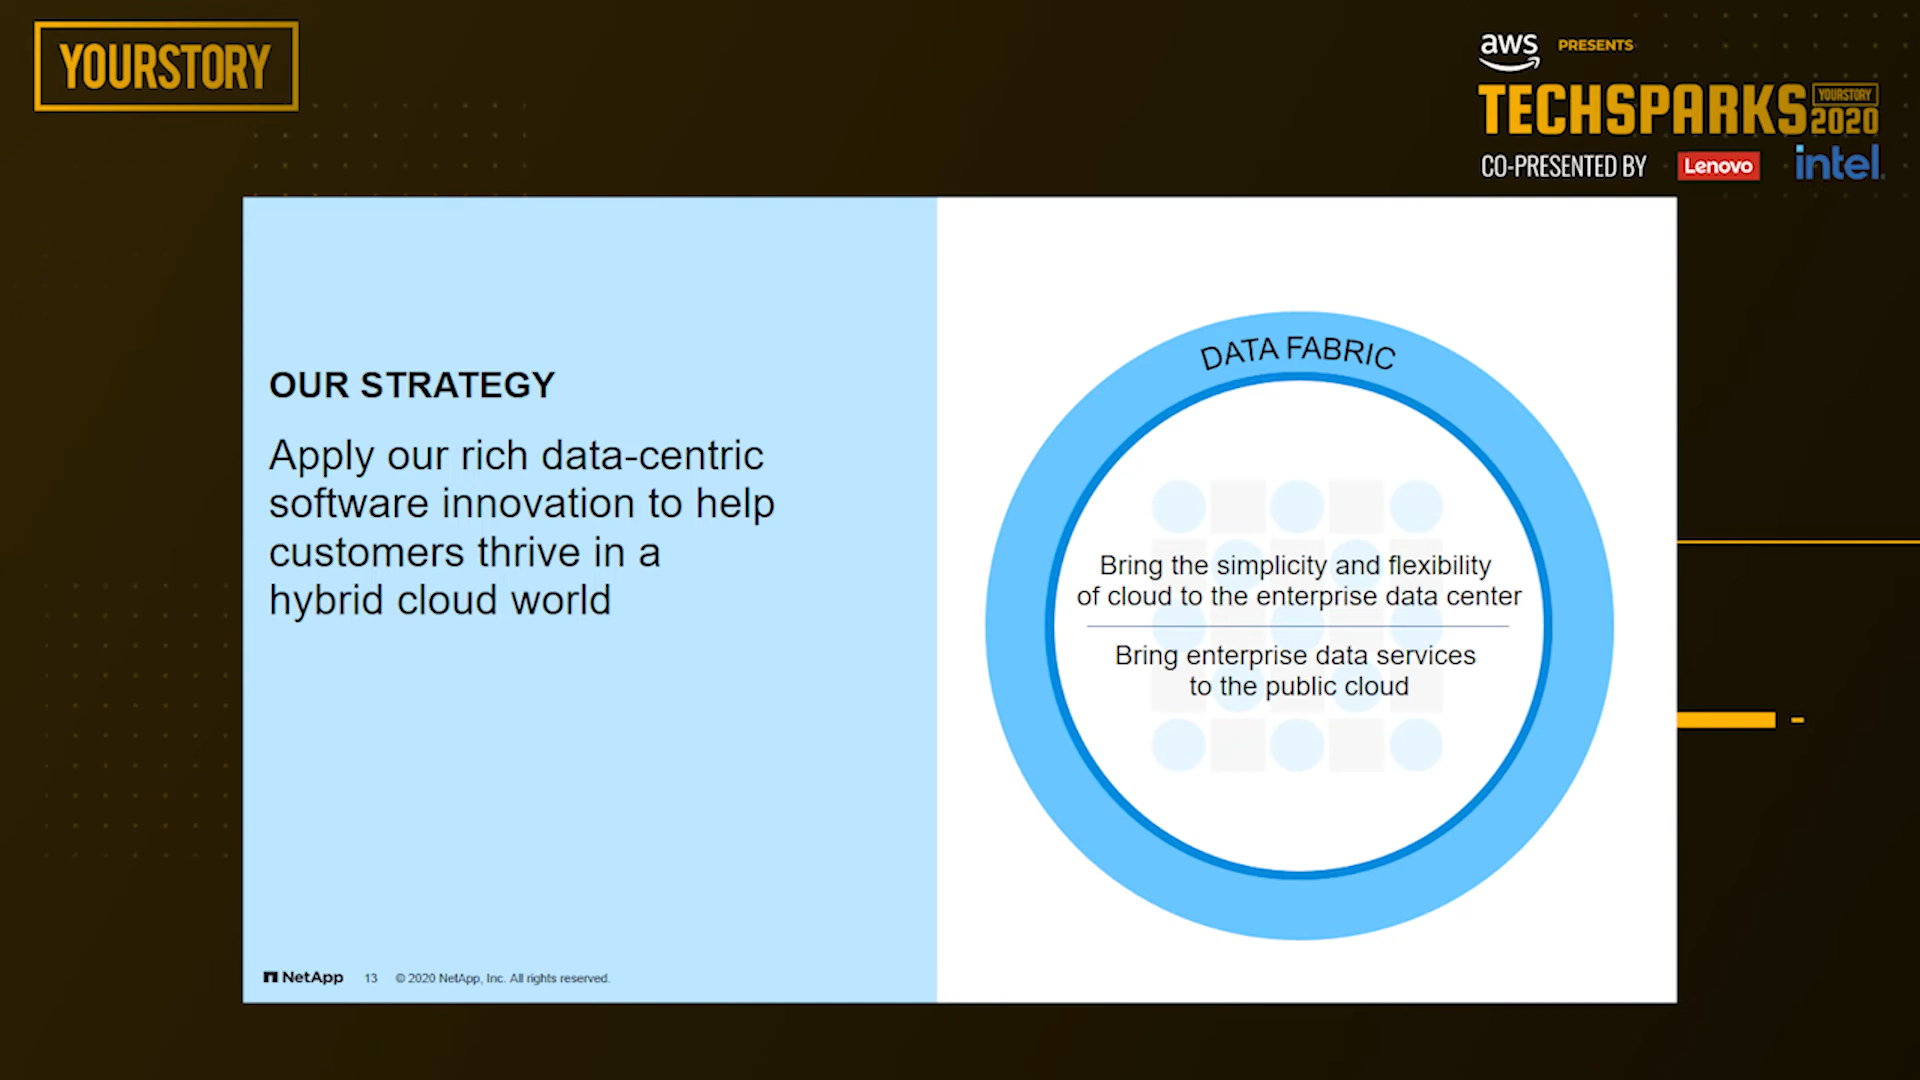 YOURSTORY
aws PRESENTS
TECHSPARKS YOURSTORY 2020
CO-PRESENTED BY Lenovo intel.
OUR STRATEGY
Apply our rich data-centric
software innovation to help
customers thrive in a
hybrid cloud world
DATA FABRIC
Bring the simplicity and flexibility
of cloud to the enterprise data center
Bring enterprise data services
to the public cloud
NetApp 13 © 2020 NetApp, Inc. All rights reserved.